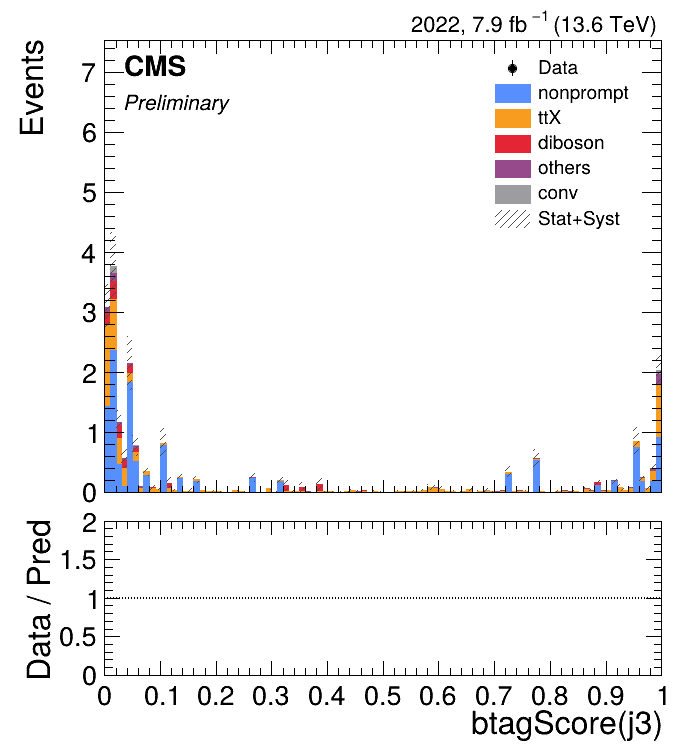 2022, 7.9 fb⁻¹ (13.6 TeV)
CMS
Preliminary
Events
7
6
5
4
3
2
1
0
Data
nonprompt
ttX
diboson
others
conv
Stat+Syst
Data / Pred
2
1.5
1
0.5
0
0 0.1 0.2 0.3 0.4 0.5 0.6 0.7 0.8 0.9 1
btagScore(j3)